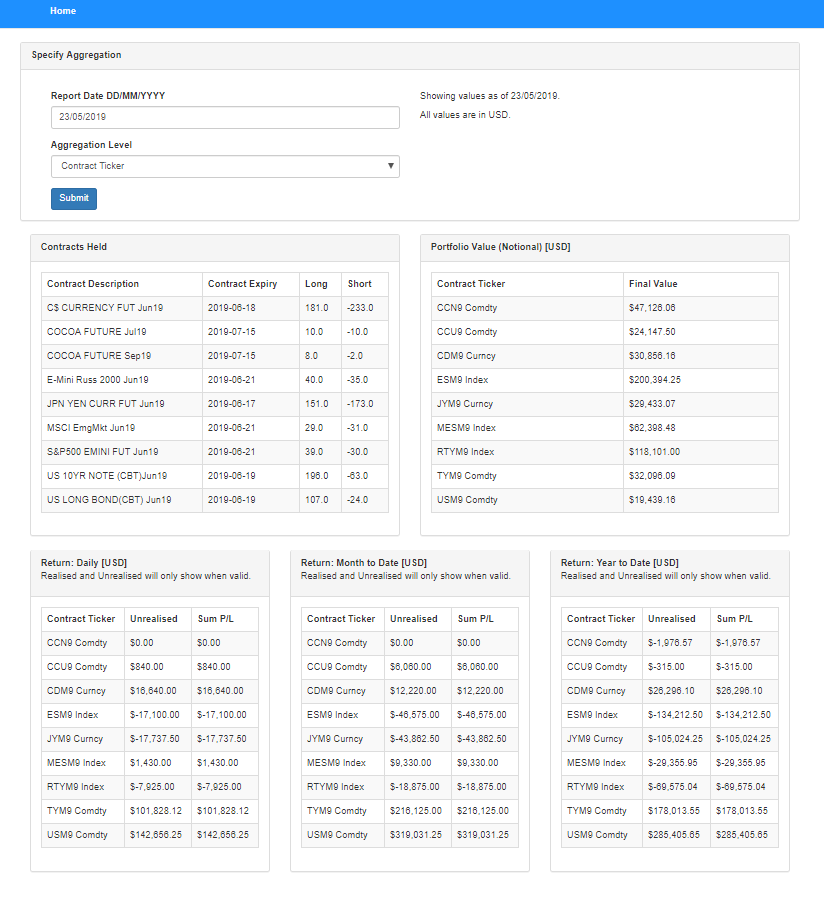 Home
Specify Aggregation
Report Date DD/MM/YYYY
23/05/2019
Aggregation Level
Contract Ticker
Submit
Showing values as of 23/05/2019.
All values are in USD.
Contracts Held
Contract Description Contract Expiry Long Short
C$ CURRENCY FUT Jun19 2019-06-18 181.0 -233.0
COCOA FUTURE Jul19 2019-07-15 10.0 -10.0
COCOA FUTURE Sep19 2019-07-15 8.0 -2.0
E-Mini Russ 2000 Jun19 2019-06-21 40.0 -35.0
JPN YEN CURR FUT Jun19 2019-06-17 151.0 -173.0
MSCI EmgMkt Jun19 2019-06-21 29.0 -31.0
S&P500 EMINI FUT Jun19 2019-06-21 39.0 -30.0
US 10YR NOTE (CBT)Jun19 2019-06-19 196.0 -63.0
US LONG BOND(CBT) Jun19 2019-06-19 107.0 -24.0
Portfolio Value (Notional) [USD]
Contract Ticker Final Value
CCN9 Comdty $47,126.06
CCU9 Comdty $24,147.50
CDM9 Curncy $30,856.16
ESM9 Index $200,394.25
JYM9 Curncy $29,433.07
MESM9 Index $62,398.48
RTYM9 Index $118,101.00
TYM9 Comdty $32,096.09
USM9 Comdty $19,439.16
Return: Daily [USD]
Realised and Unrealised will only show when valid.
Contract Ticker Unrealised Sum P/L
CCN9 Comdty $0.00 $0.00
CCU9 Comdty $840.00 $840.00
CDM9 Curncy $16,640.00 $16,640.00
ESM9 Index $-17,100.00 $-17,100.00
JYM9 Curncy $-17,737.50 $-17,737.50
MESM9 Index $1,430.00 $1,430.00
RTYM9 Index $-7,925.00 $-7,925.00
TYM9 Comdty $101,828.12 $101,828.12
USM9 Comdty $142,656.25 $142,656.25
Return: Month to Date [USD]
Realised and Unrealised will only show when valid.
Contract Ticker Unrealised Sum P/L
CCN9 Comdty $0.00 $0.00
CCU9 Comdty $6,060.00 $6,060.00
CDM9 Curncy $12,220.00 $12,220.00
ESM9 Index $-46,575.00 $-46,575.00
JYM9 Curncy $-43,862.50 $-43,862.50
MESM9 Index $9,330.00 $9,330.00
RTYM9 Index $-18,875.00 $-18,875.00
TYM9 Comdty $216,125.00 $216,125.00
USM9 Comdty $319,031.25 $319,031.25
Return: Year to Date [USD]
Realised and Unrealised will only show when valid.
Contract Ticker Unrealised Sum P/L
CCN9 Comdty $-1,976.57 $-1,976.57
CCU9 Comdty $-315.00 $-315.00
CDM9 Curncy $26,296.10 $26,296.10
ESM9 Index $-134,212.50 $-134,212.50
JYM9 Curncy $-105,024.25 $-105,024.25
MESM9 Index $-29,355.95 $-29,355.95
RTYM9 Index $-69,575.04 $-69,575.04
TYM9 Comdty $178,013.55 $178,013.55
USM9 Comdty $285,405.65 $285,405.65